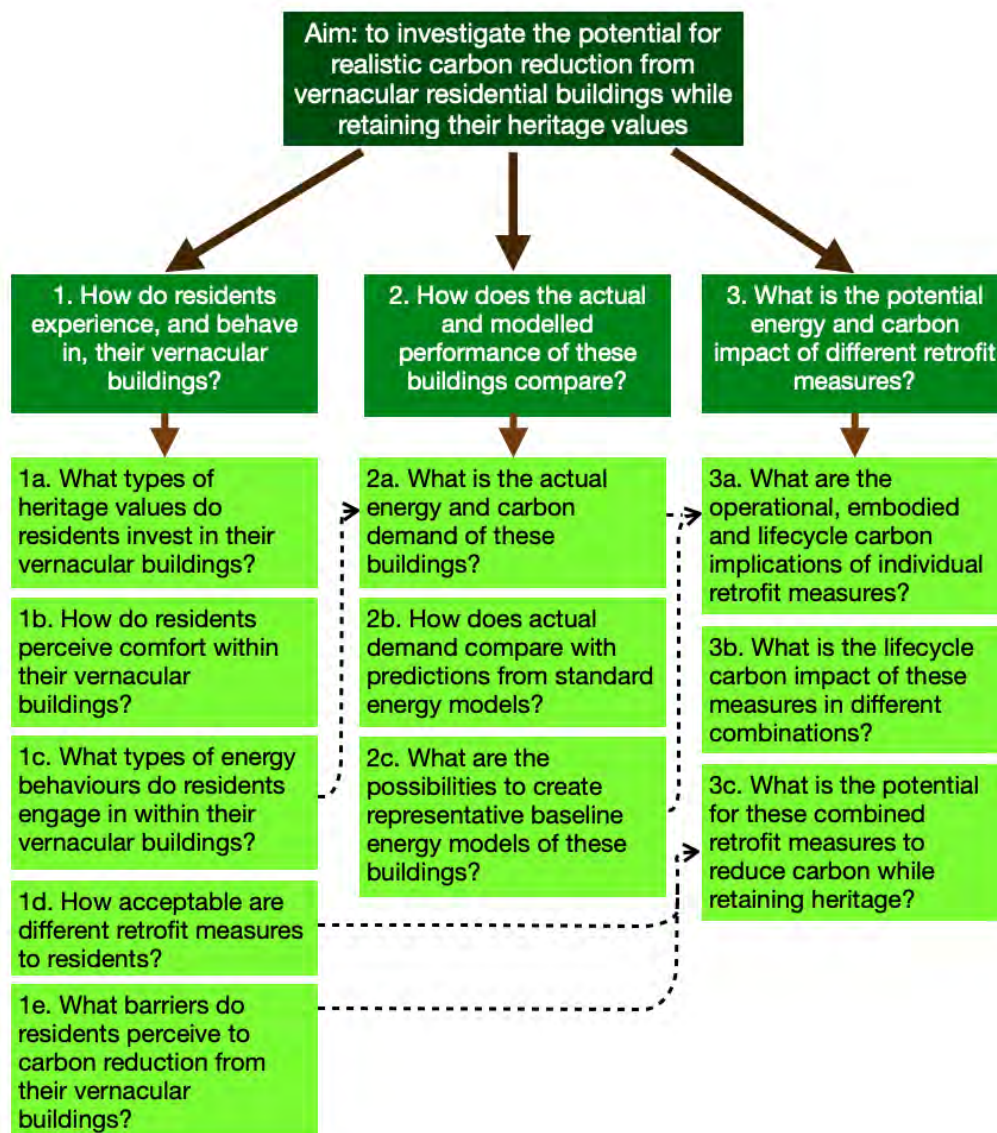 Aim: to investigate the potential for
realistic carbon reduction from
vernacular residential buildings while
retaining their heritage values
1. How do residents
experience, and behave
in, their vernacular
buildings?
2. How does the actual
and modelled
performance of these
buildings compare?
3. What is the potential
energy and carbon
impact of different retrofit
measures?
1a. What types of
heritage values do
residents invest in their
vernacular buildings?
1b. How do residents
perceive comfort within
their vernacular
buildings?
1c. What types of energy
behaviours do residents
engage in within their
vernacular buildings?
1d. How acceptable are
different retrofit measures
to residents?
1e. What barriers do
residents perceive to
carbon reduction from
their vernacular
buildings?
2a. What is the actual
energy and carbon
demand of these
buildings?
2b. How does actual
demand compare with
predictions from standard
energy models?
2c. What are the
possibilities to create
representative baseline
energy models of these
buildings?
3a. What are the
operational, embodied
and lifecycle carbon
implications of individual
retrofit measures?
3b. What is the lifecycle
carbon impact of these
measures in different
combinations?
3c. What is the potential
for these combined
retrofit measures to
reduce carbon while
retaining heritage?